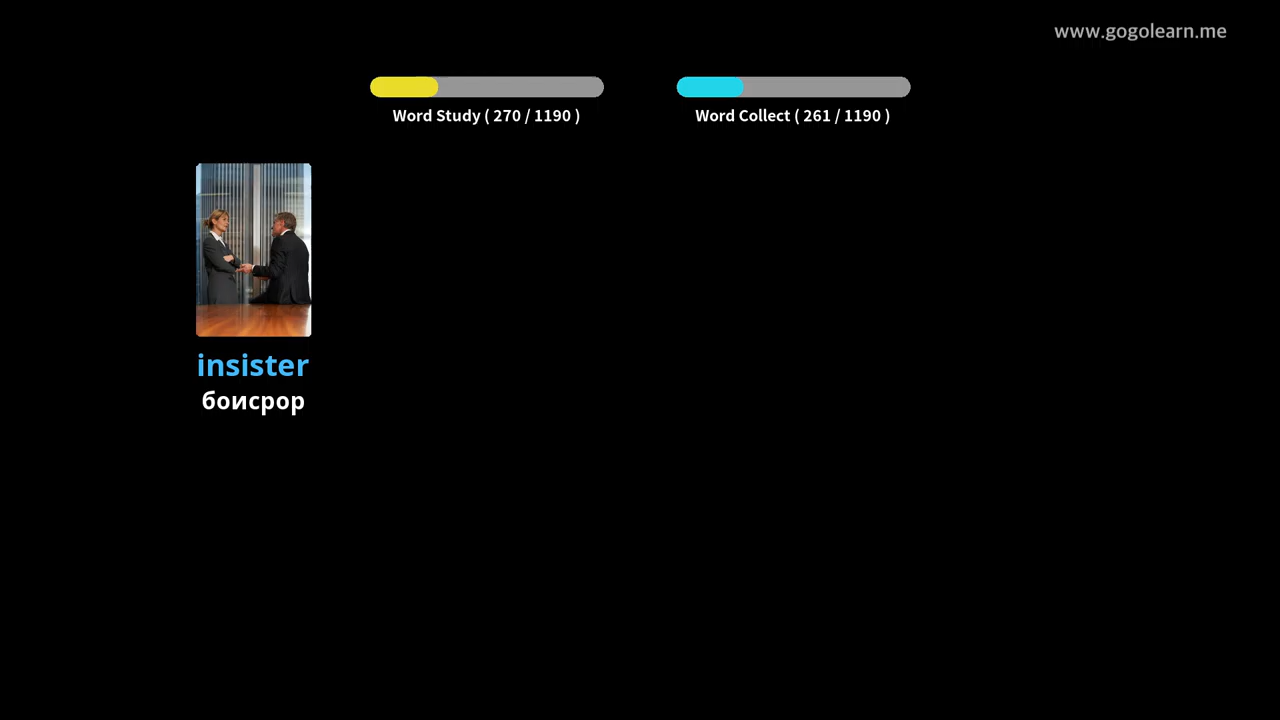 www.gogolearn.me
Word Study ( 270 / 1190 )
Word Collect ( 261 / 1190 )
insister
боисрор